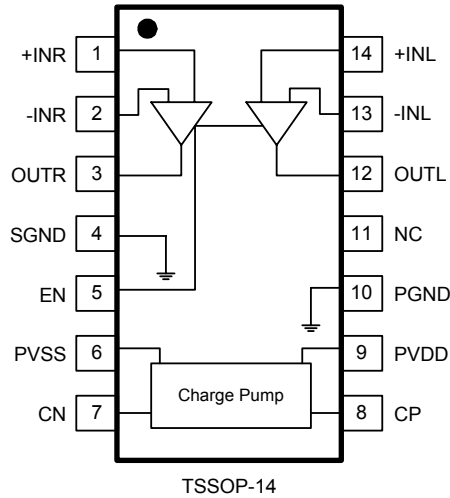 +INR 1 14 +INL
-INR 2 13 -INL
OUTR 3 12 OUTL
SGND 4 11 NC
EN 5 10 PGND
PVSS 6 9 PVDD
Charge Pump
CN 7 8 CP
TSSOP-14